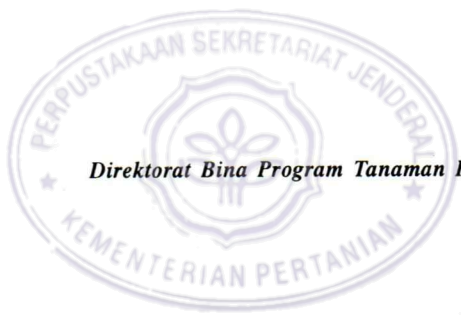 PERPUSTAKAAN SEKRETARIAT JENDERAL
Direktorat Bina Program Tanaman
KEMENTERIAN PERTANIAN